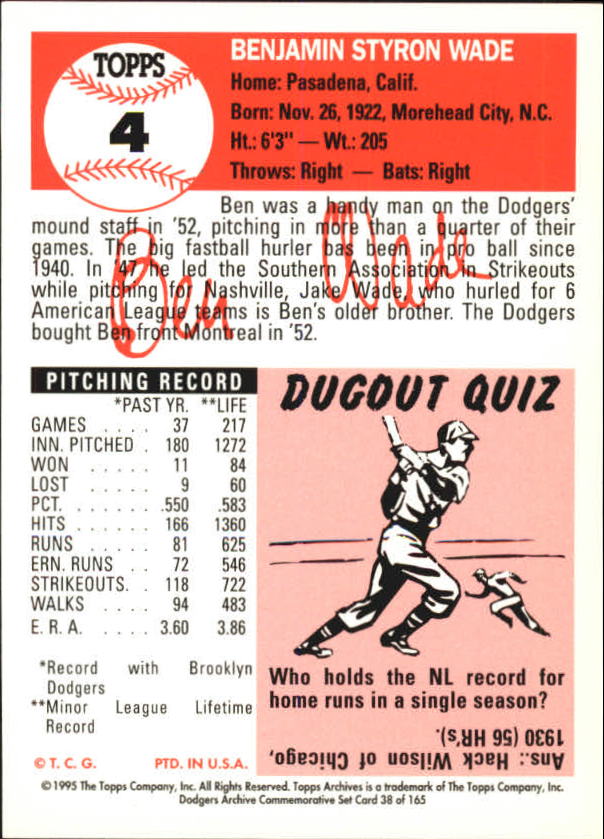 TOPPS
4
BENJAMIN STYRON WADE
Home: Pasadena, Calif.
Born: Nov. 26, 1922, Morehead City, N.C.
Ht.: 6'3" — Wt.: 205
Throws: Right — Bats: Right
Ben was a handy man on the Dodgers'
mound staff in '52, pitching in more than a quarter of their
games. The big fastball hurler bas been in pro ball since
1940. In '47 he led the Southern Association in Strikeouts
while pitching for Nashville, Jake Wade, who hurled for 6
American League teams is Ben's older brother. The Dodgers
bought Ben front Montreal in '52.
Ben Wade
PITCHING RECORD
*PAST YR. **LIFE
GAMES . . . . 37 217
INN. PITCHED . 180 1272
WON . . . . . 11 84
LOST . . . . . 9 60
PCT. . . . . . . .550 .583
HITS . . . . . . 166 1360
RUNS . . . . . 81 625
ERN. RUNS . . 72 546
STRIKEOUTS. . 118 722
WALKS . . . . 94 483
E. R. A. . . . . 3.60 3.86
*Record with Brooklyn
Dodgers
**Minor League Lifetime
Record
© T. C. G. PTD. IN U.S.A.
DUGOUT QUIZ
Who holds the NL record for
home runs in a single season?
Ans.: Hack Wilson of Chicago,
1930 (56 HR's).
© 1995 The Topps Company, Inc. All Rights Reserved. Topps Archives is a trademark of The Topps Company, Inc.
Dodgers Archive Commemorative Set Card 38 of 165